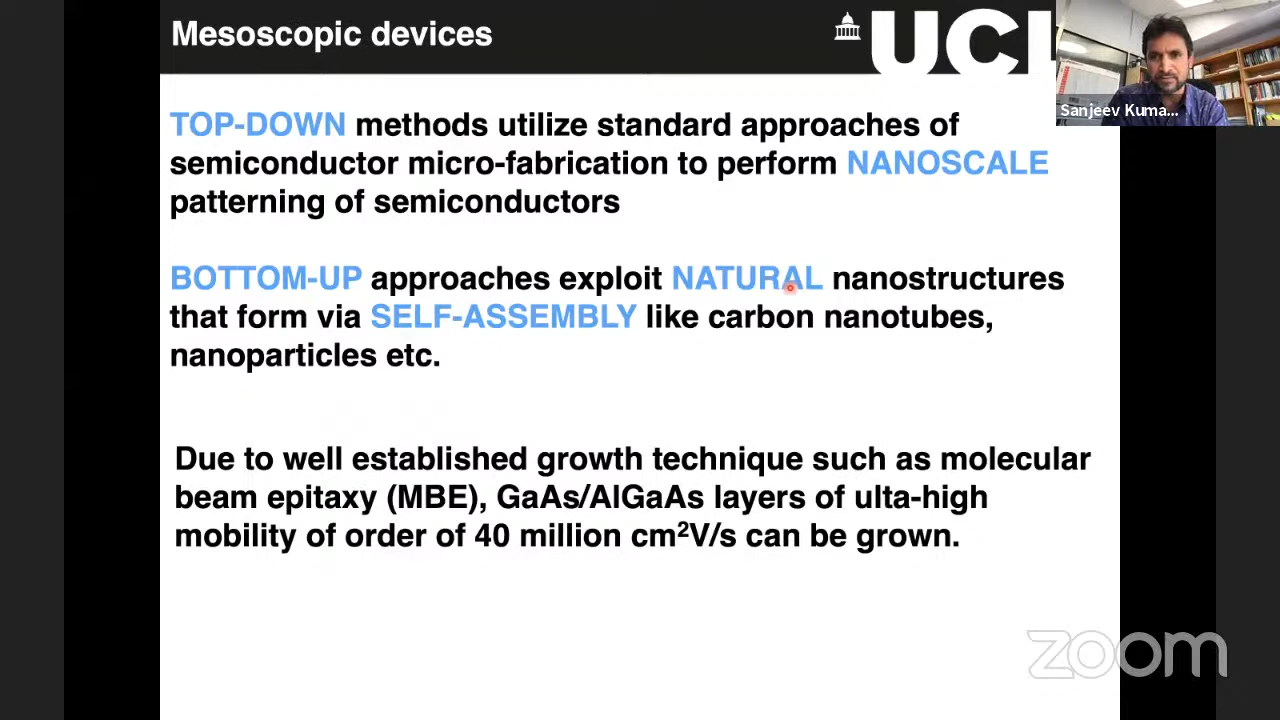 Mesoscopic devices
UCL
Sanjeev Kuma...
TOP-DOWN methods utilize standard approaches of
semiconductor micro-fabrication to perform NANOSCALE
patterning of semiconductors
BOTTOM-UP approaches exploit NATURAL nanostructures
that form via SELF-ASSEMBLY like carbon nanotubes,
nanoparticles etc.
Due to well established growth technique such as molecular
beam epitaxy (MBE), GaAs/AlGaAs layers of ulta-high
mobility of order of 40 million cm²V/s can be grown.
zoom